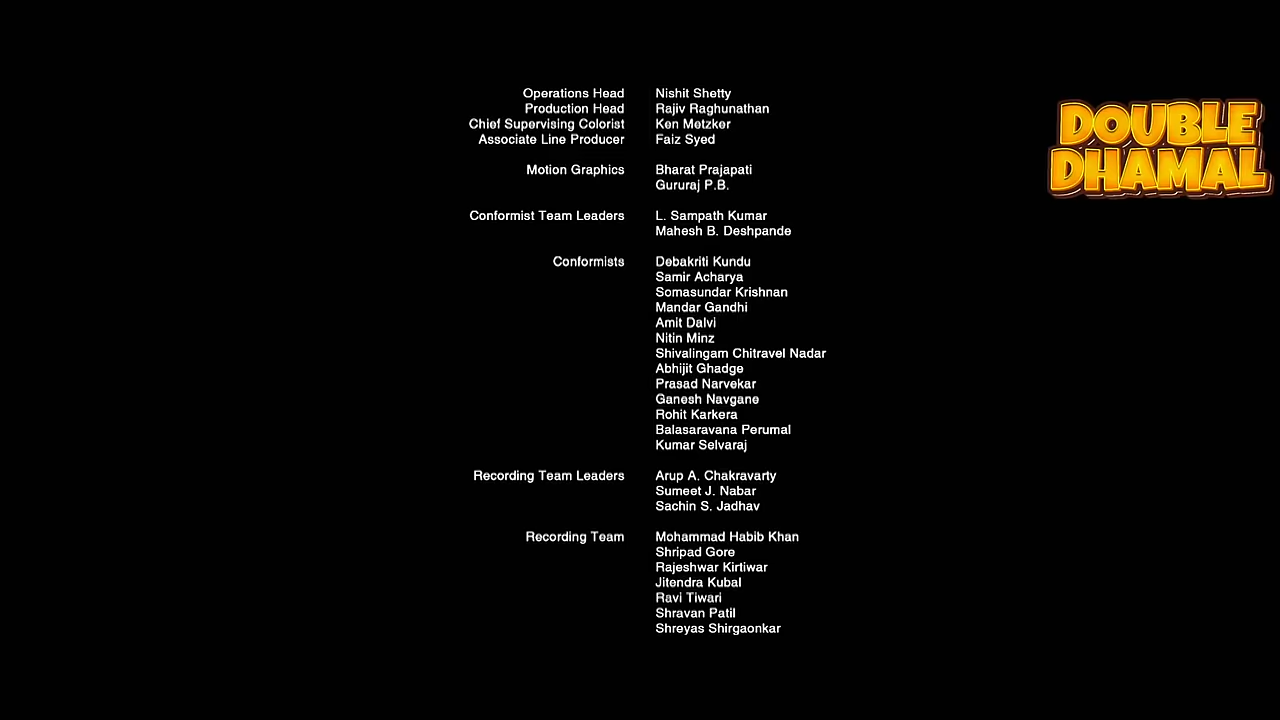 Operations Head Nishit Shetty
Production Head Rajiv Raghunathan
Chief Supervising Colorist Ken Metzker
Associate Line Producer Faiz Syed
Motion Graphics Bharat Prajapati
Gururaj P.B.
Conformist Team Leaders L. Sampath Kumar
Mahesh B. Deshpande
Conformists Debakriti Kundu
Samir Acharya
Somasundar Krishnan
Mandar Gandhi
Amit Dalvi
Nitin Minz
Shivalingam Chitravel Nadar
Abhijit Ghadge
Prasad Narvekar
Ganesh Navgane
Rohit Karkera
Balasaravana Perumal
Kumar Selvaraj
Recording Team Leaders Arup A. Chakravarty
Sumeet J. Nabar
Sachin S. Jadhav
Recording Team Mohammad Habib Khan
Shripad Gore
Rajeshwar Kirtiwar
Jitendra Kubal
Ravi Tiwari
Shravan Patil
Shreyas Shirgaonkar
DOUBLE
DHAMAL